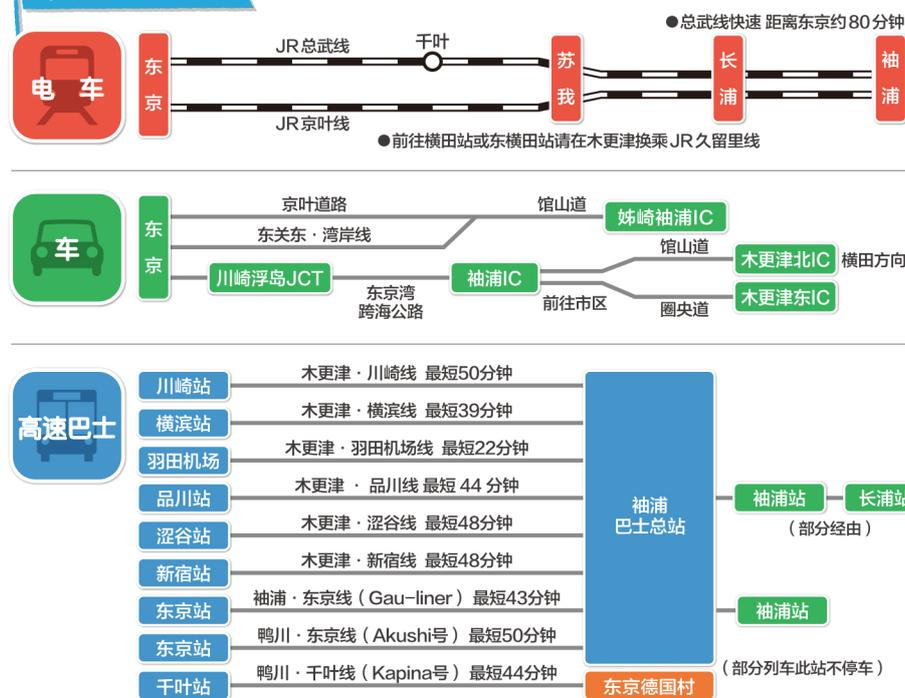 ●总武线快速 距离东京约80分钟
电 车
东京
JR总武线
千叶
JR京叶线
苏我
长浦
袖浦
●前往横田站或东横田站请在木更津换乘JR久留里线
车
东京
京叶道路
馆山道
姊崎袖浦IC
东关东·湾岸线
馆山道
木更津北IC 横田方向
川崎浮岛JCT
袖浦IC
东京湾
跨海公路
前往市区
圈央道
木更津东IC
高速巴士
川崎站 木更津·川崎线 最短50分钟
横滨站 木更津·横滨线 最短39分钟
羽田机场 木更津·羽田机场线 最短22分钟
品川站 木更津 · 品川线 最短 44 分钟
涩谷站 木更津·涩谷线 最短48分钟
新宿站 木更津·新宿线 最短48分钟
东京站 袖浦·东京线（Gau-liner）最短43分钟
东京站 鸭川·东京线（Akushi号）最短50分钟
千叶站 鸭川·千叶线（Kapina号）最短44分钟
袖浦
巴士总站
袖浦站
长浦站
（部分经由）
袖浦站
（部分列车此站不停车）
东京德国村